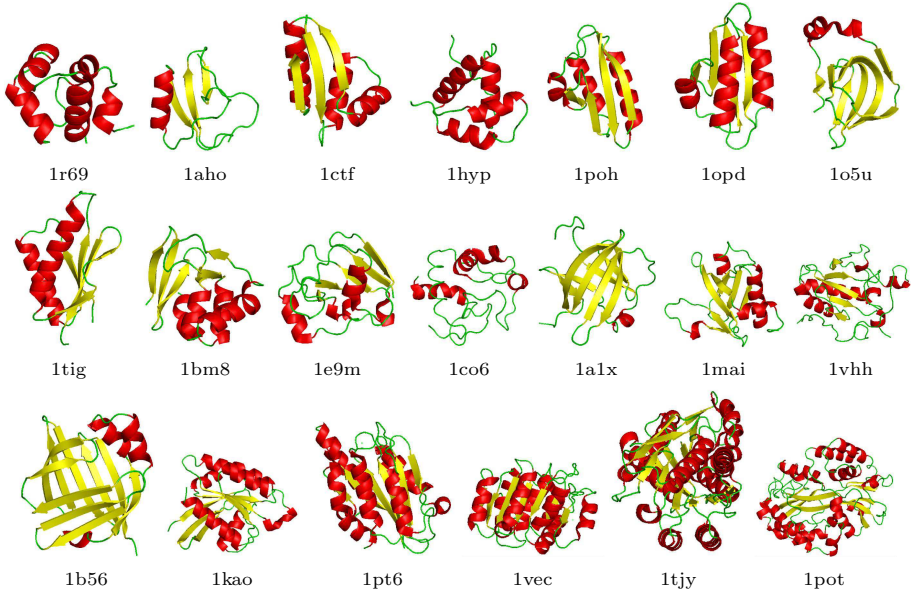 1r69 1aho 1ctf 1hyp 1poh 1opd 1o5u
1tig 1bm8 1e9m 1co6 1a1x 1mai 1vhh
1b56 1kao 1pt6 1vec 1tjy 1pot